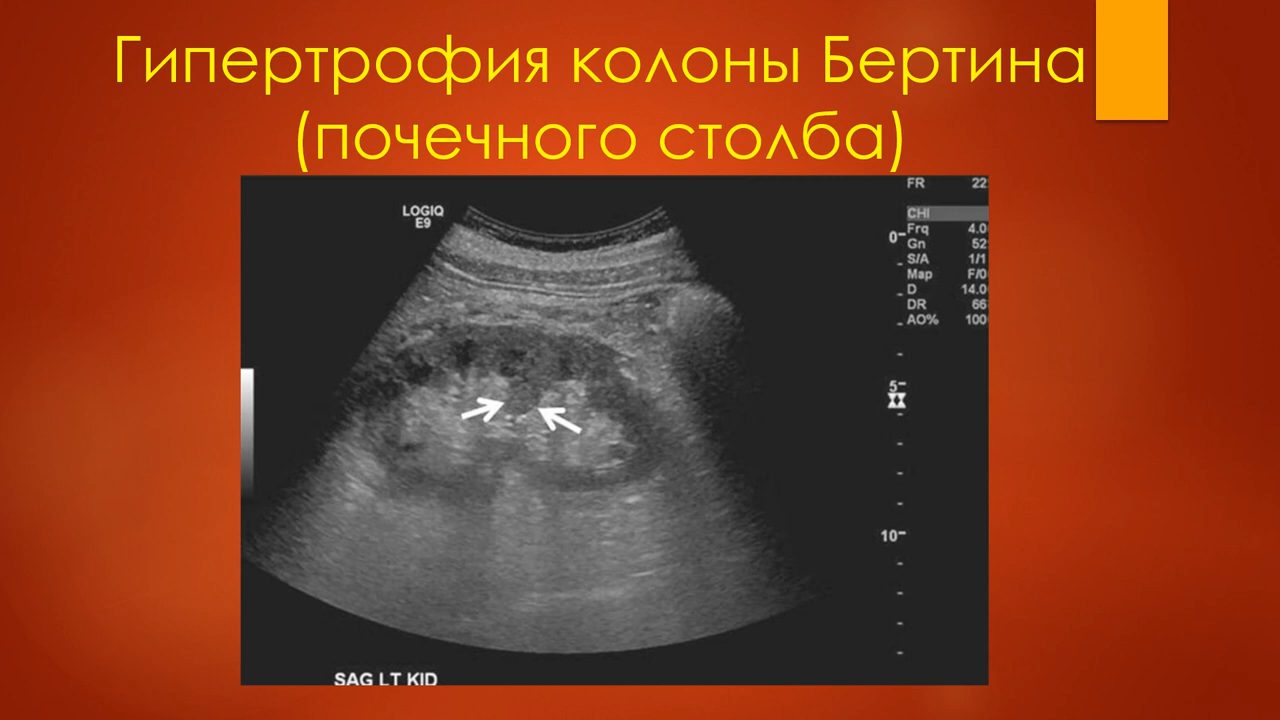 Гипертрофия колоны Бертина
(почечного столба)
LOGIQ
E9
FR 22
CHI
Frq 4.0
Gn 52
S/A 1/1
Map F/0
D 14.0
DR 66
AO% 100
0
5
10
SAG LT KID